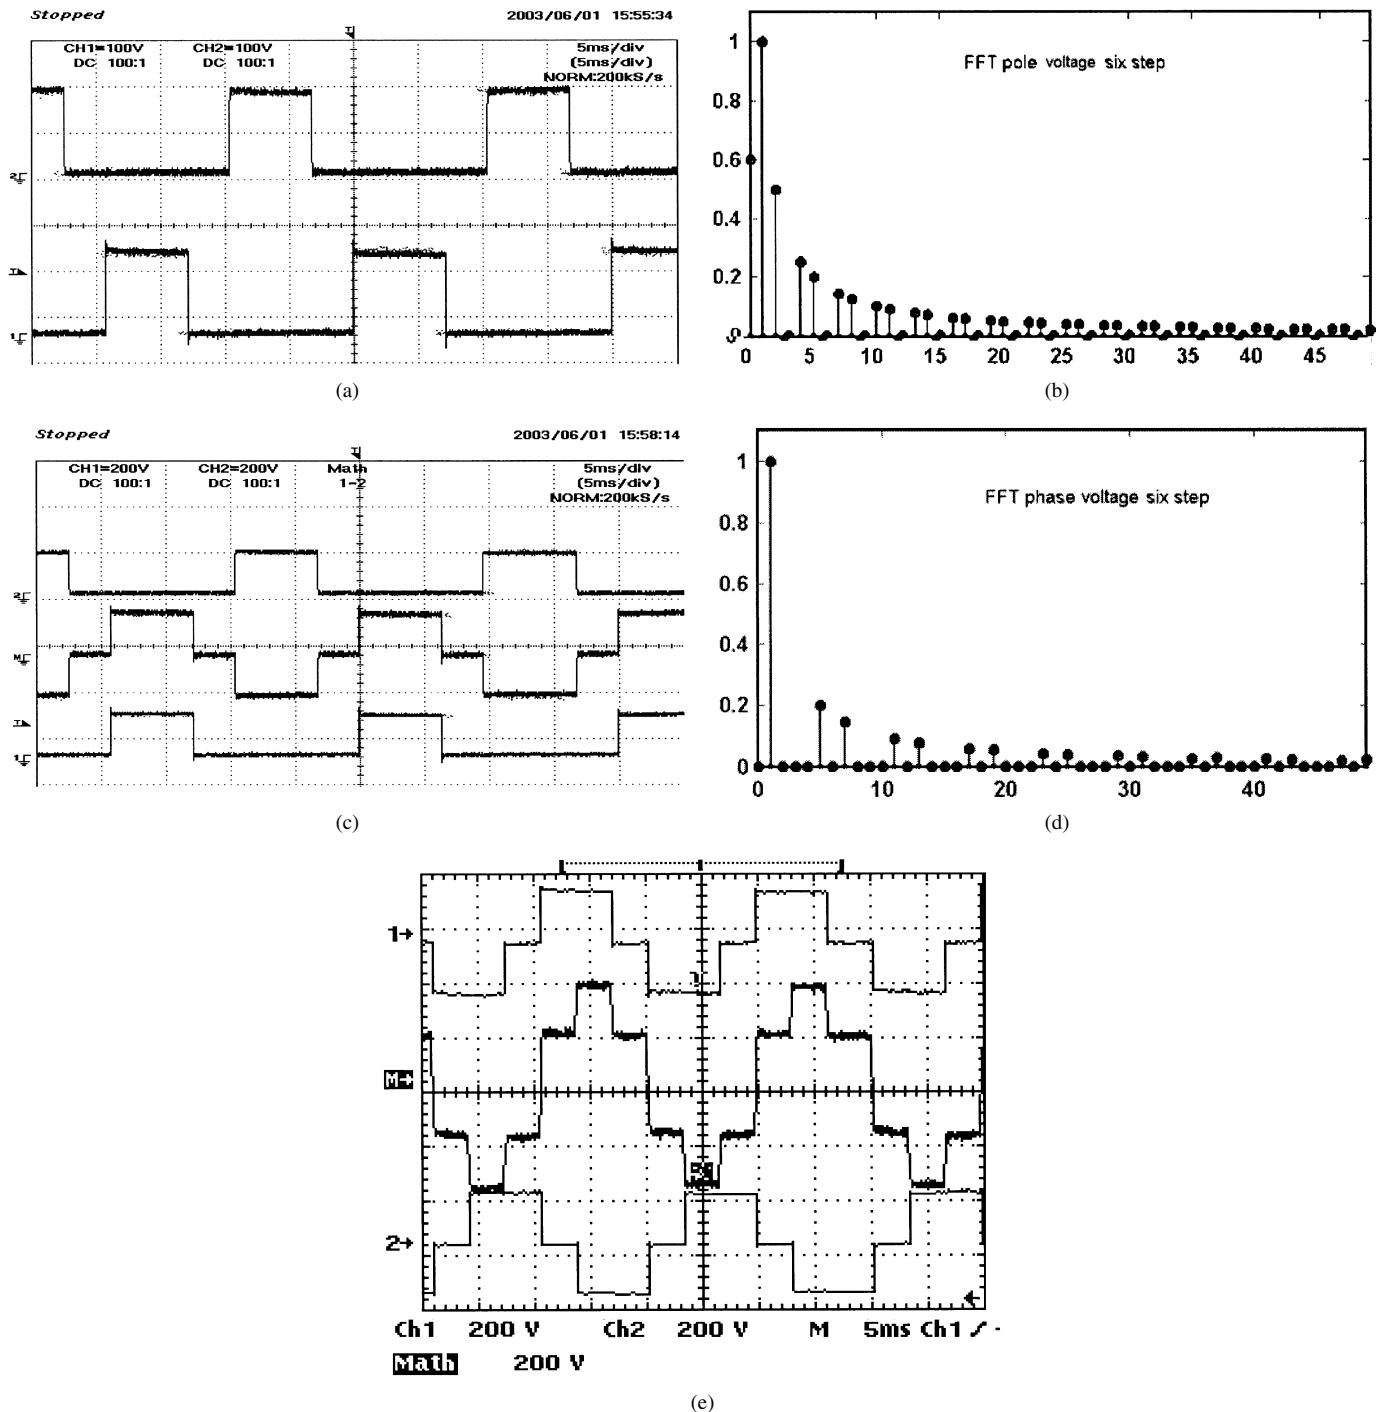 Stopped 2003/06/01 15:55:34
CH1=100V CH2=100V 5ms/div
DC 100:1 DC 100:1 (5ms/div)
NORM:200kS/s
(a)
FFT pole voltage six step
1
0.8
0.6
0.4
0.2
0 5 10 15 20 25 30 35 40 45
(b)
Stopped 2003/06/01 15:58:14
CH1=200V CH2=200V Math 5ms/div
DC 100:1 DC 100:1 1-2 (5ms/div)
NORM:200kS/s
(c)
FFT phase voltage six step
1
0.8
0.6
0.4
0.2
0
0 10 20 30 40
(d)
1→
M→
2→
Ch1 200 V Ch2 200 V M 5ms Ch1
Math 200 V
(e)